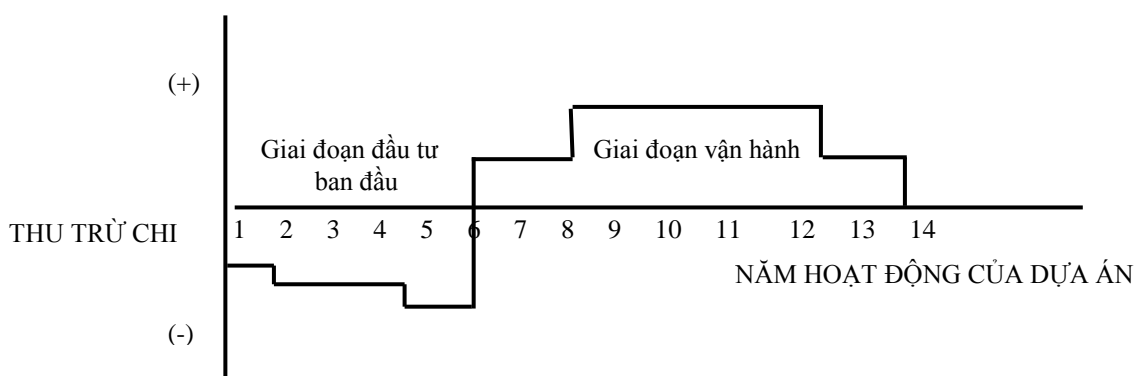 (+)
Giai đoạn đầu tư
ban đầu
Giai đoạn vận hành
THU TRỪ CHI
1 2 3 4 5 6 7 8 9 10 11 12 13 14
NĂM HOẠT ĐỘNG CỦA DỰA ÁN
(-)